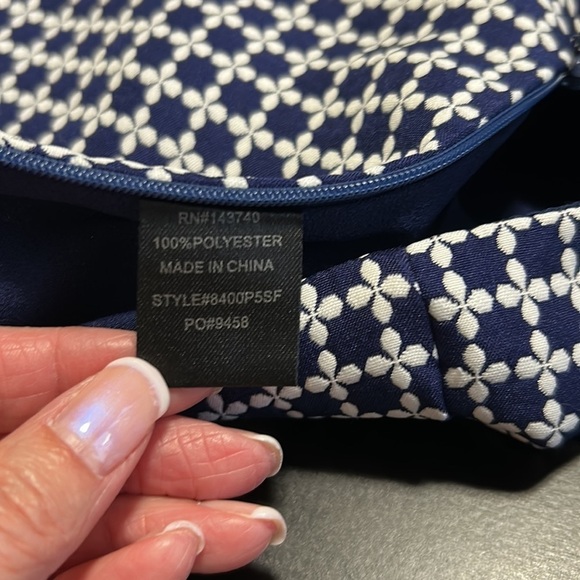 RN#143740
100%POLYESTER
MADE IN CHINA
STYLE#8400P5SF
PO#9458